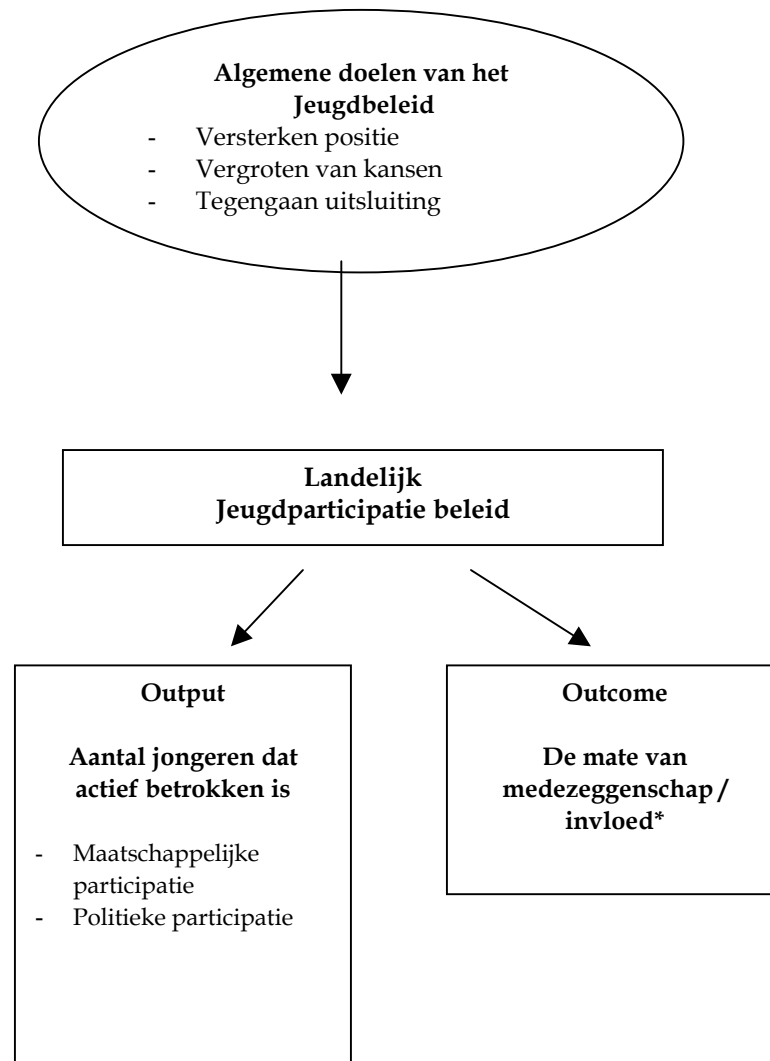 Algemene doelen van het
Jeugdbeleid
- Versterken positie
- Vergroten van kansen
- Tegengaan uitsluiting
Landelijk
Jeugdparticipatie beleid
Output
Aantal jongeren dat
actief betrokken is
- Maatschappelijke
participatie
- Politieke participatie
Outcome
De mate van
medezeggenschap /
invloed*